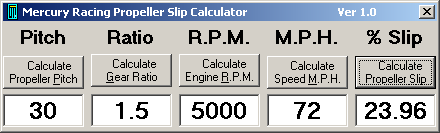 Mercury Racing Propeller Slip Calculator Ver 1.0
Pitch Ratio R.P.M. M.P.H. % Slip
Calculate Calculate Calculate Calculate Calculate
Propeller Pitch Gear Ratio Engine R.P.M. Speed M.P.H. Propeller Slip
30 1.5 5000 72 23.96